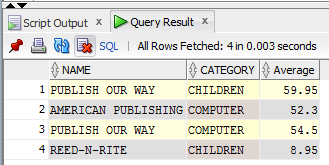 Script Output x Query Result x
SQL | All Rows Fetched: 4 in 0.003 seconds
NAME CATEGORY Average
1 PUBLISH OUR WAY CHILDREN 59.95
2 AMERICAN PUBLISHING COMPUTER 52.3
3 PUBLISH OUR WAY COMPUTER 54.5
4 REED-N-RITE CHILDREN 8.95